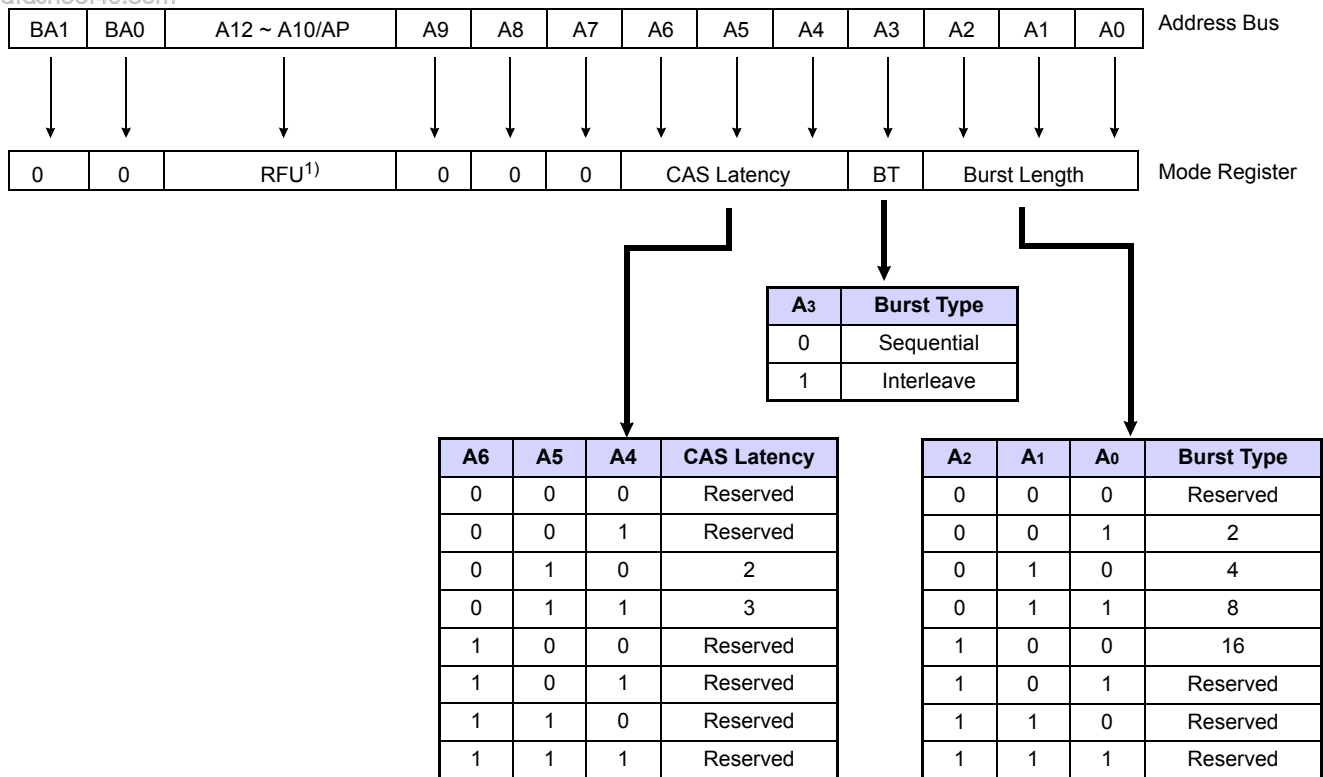 BA1 BA0 A12 ~ A10/AP A9 A8 A7 A6 A5 A4 A3 A2 A1 A0 Address Bus
0 0 RFU1) 0 0 0 CAS Latency BT Burst Length Mode Register
A3 Burst Type
0 Sequential
1 Interleave
A6 A5 A4 CAS Latency
0 0 0 Reserved
0 0 1 Reserved
0 1 0 2
0 1 1 3
1 0 0 Reserved
1 0 1 Reserved
1 1 0 Reserved
1 1 1 Reserved
A2 A1 A0 Burst Type
0 0 0 Reserved
0 0 1 2
0 1 0 4
0 1 1 8
1 0 0 16
1 0 1 Reserved
1 1 0 Reserved
1 1 1 Reserved